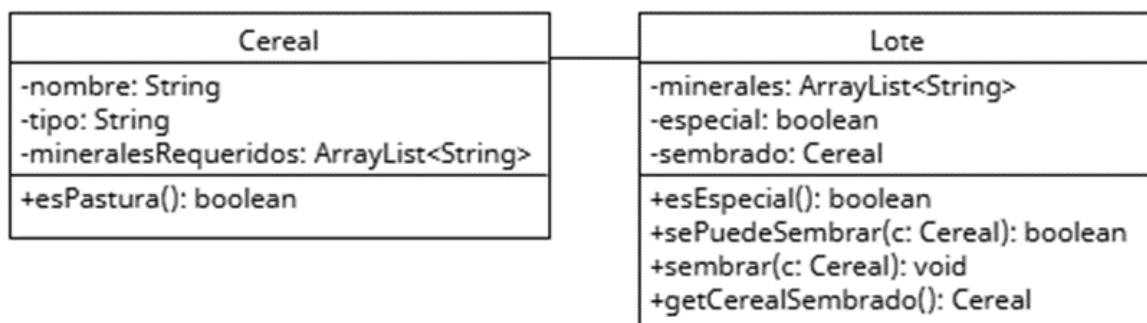 Cereal
-nombre: String
-tipo: String
-mineralesRequeridos: ArrayList<String>
+esPastura(): boolean
Lote
-minerales: ArrayList<String>
-especial: boolean
-sembrado: Cereal
+esEspecial(): boolean
+sePuedeSembrar(c: Cereal): boolean
+sembrar(c: Cereal): void
+getCerealSembrado(): Cereal